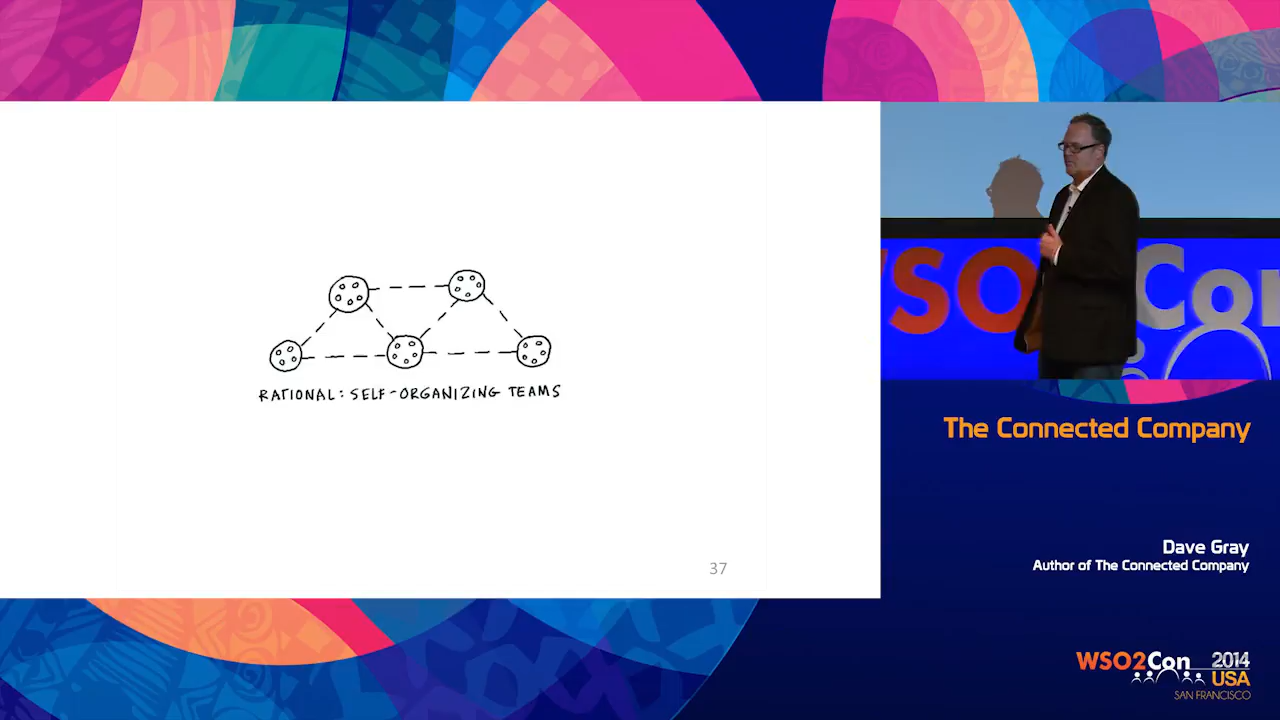 RATIONAL: SELF-ORGANIZING TEAMS
37
WSO2Con
The Connected Company
Dave Gray
Author of The Connected Company
WSO2Con 2014
USA
SAN FRANCISCO